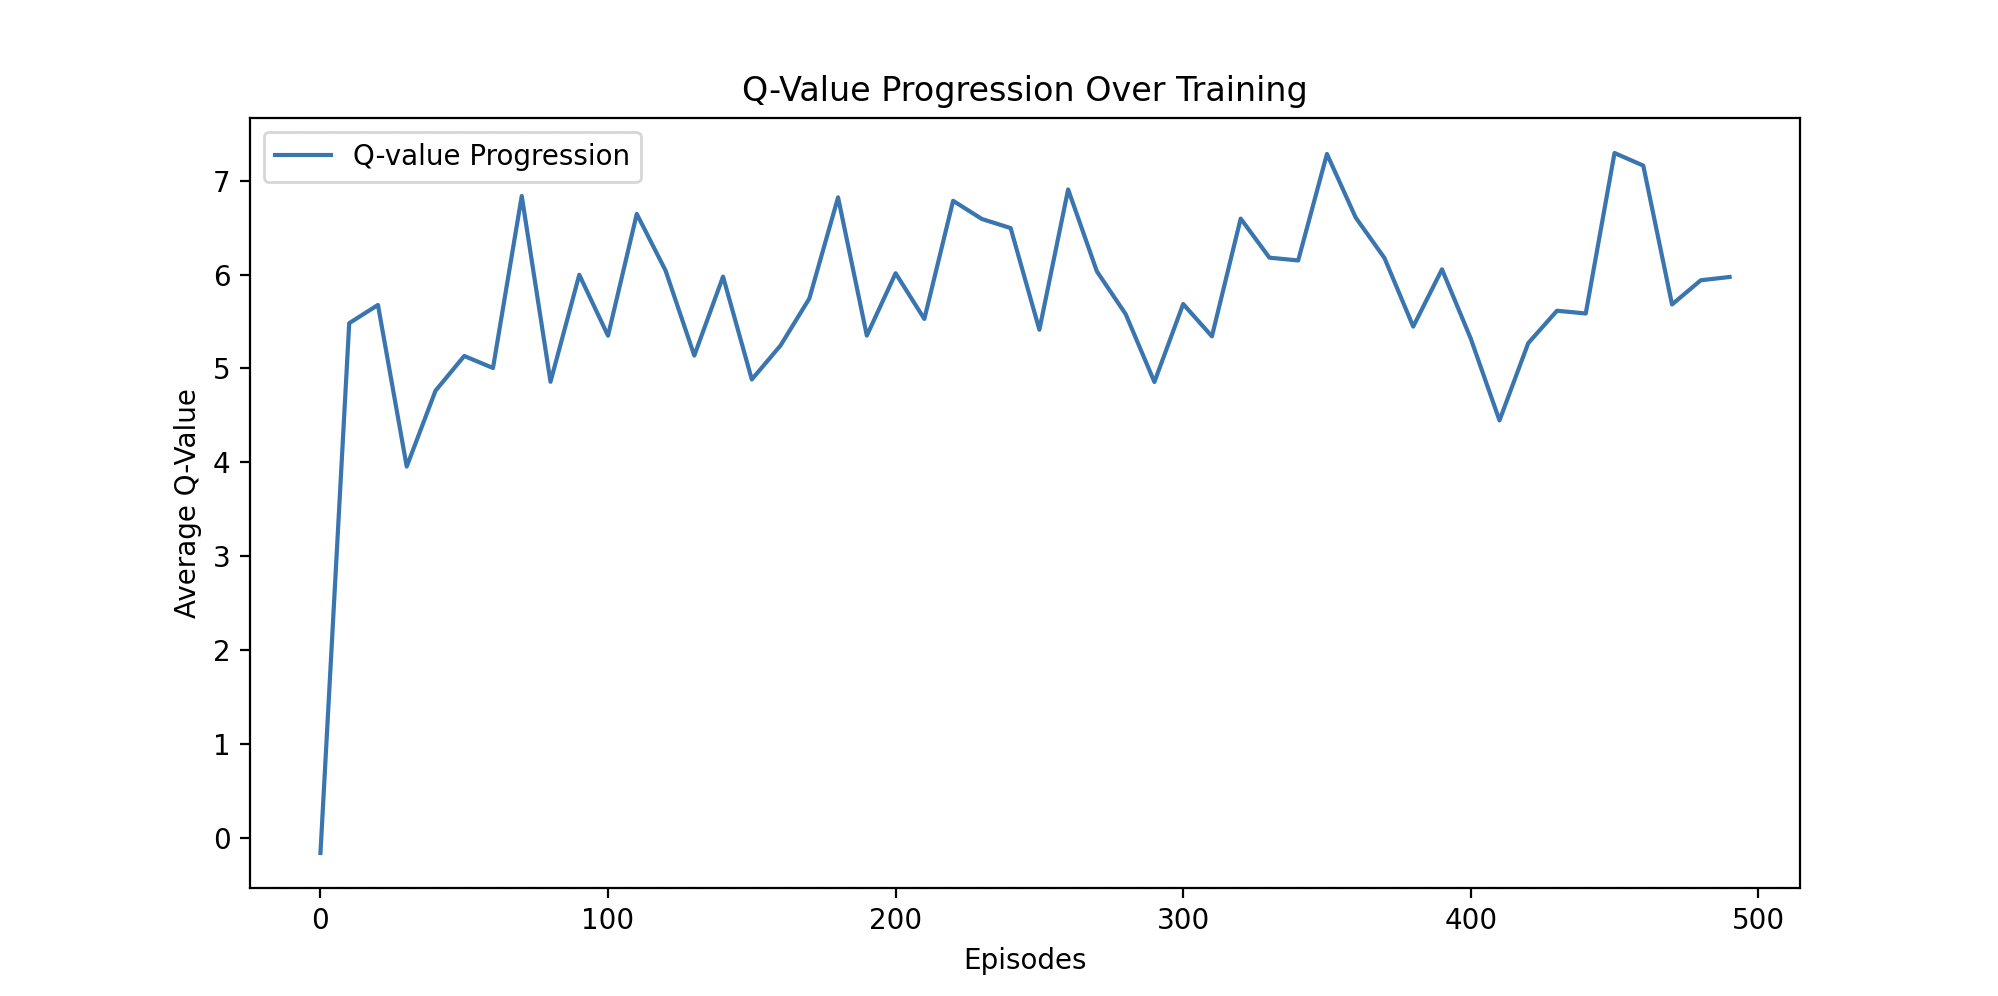 Q-Value Progression Over Training
Q-value Progression
7
6
5
4
3
2
1
0
Average Q-Value
0 100 200 300 400 500
Episodes